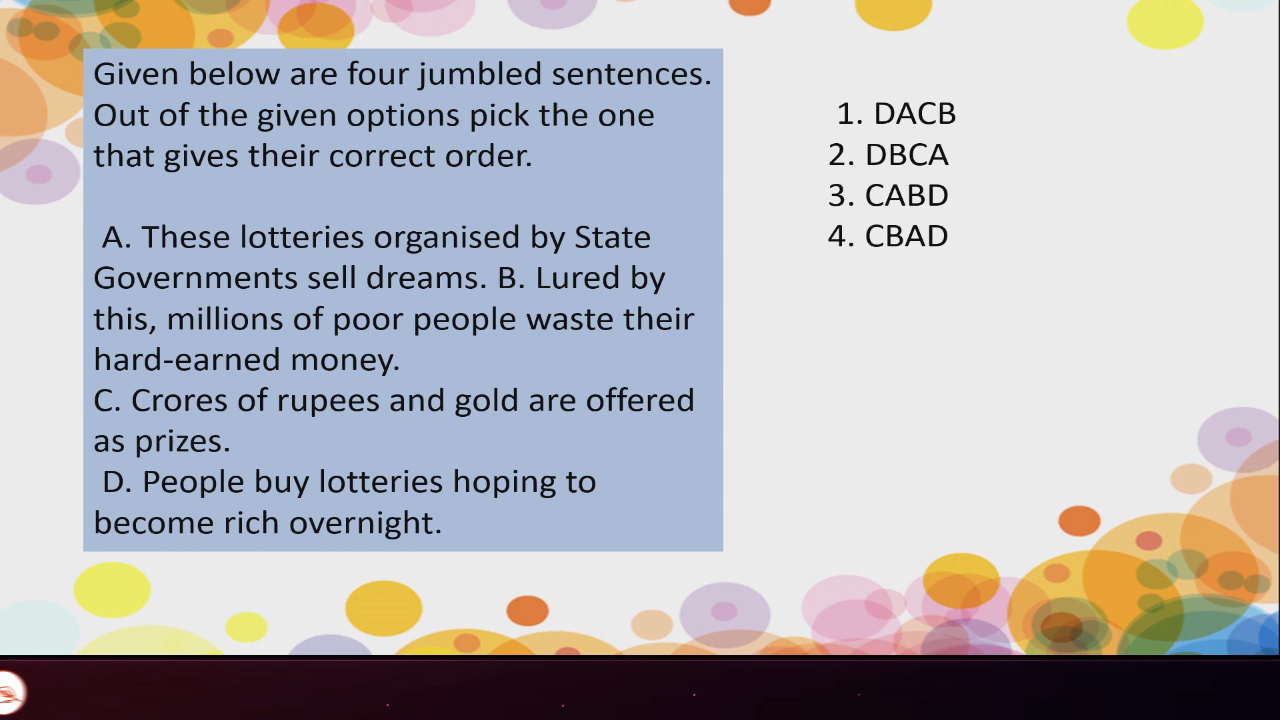 Given below are four jumbled sentences.
Out of the given options pick the one
that gives their correct order.
A. These lotteries organised by State
Governments sell dreams. B. Lured by
this, millions of poor people waste their
hard-earned money.
C. Crores of rupees and gold are offered
as prizes.
D. People buy lotteries hoping to
become rich overnight.
1. DACB
2. DBCA
3. CABD
4. CBAD